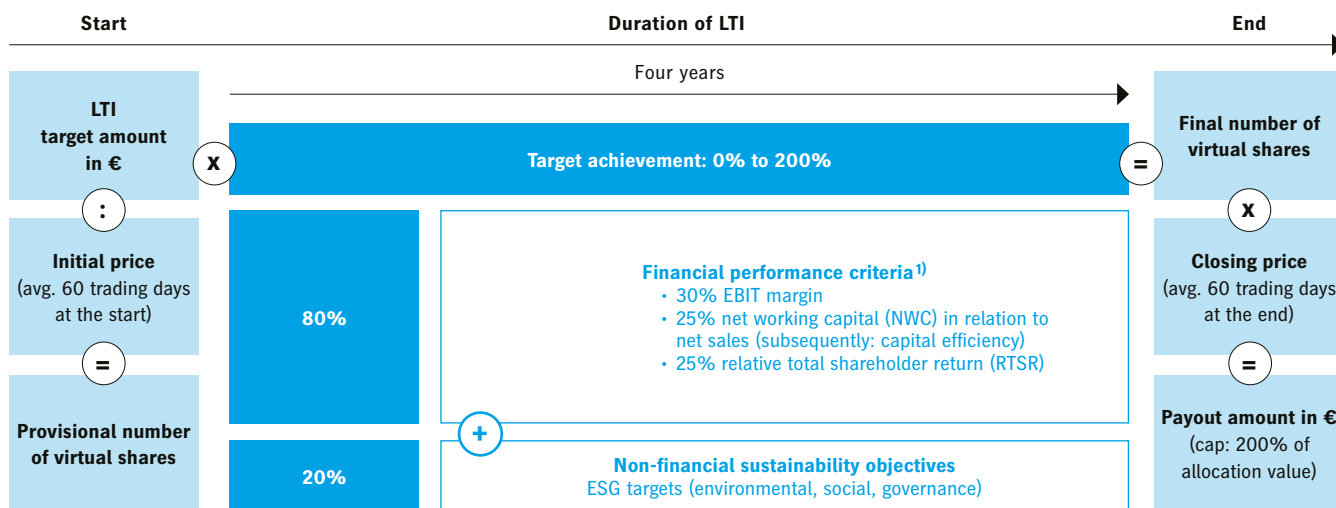 Start
Duration of LTI
End
Four years
LTI
target amount
in €
x
Target achievement: 0% to 200%
=
Final number of
virtual shares
:
x
Initial price
(avg. 60 trading days
at the start)
80%
Financial performance criteria1)
• 30% EBIT margin
• 25% net working capital (NWC) in relation to
net sales (subsequently: capital efficiency)
• 25% relative total shareholder return (RTSR)
Closing price
(avg. 60 trading days
at the end)
=
=
Provisional number
of virtual shares
+
20%
Non-financial sustainability objectives
ESG targets (environmental, social, governance)
Payout amount in €
(cap: 200% of
allocation value)